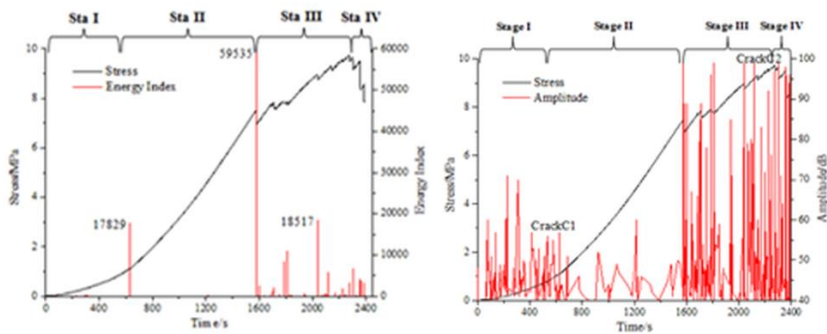 Sta I Sta II Sta III Sta IV
59535
Stress
Energy Index
17829
18517
10
8
6
4
2
0
Stress/MPa
60000
50000
40000
30000
20000
10000
0
Energy Index
0 400 800 1200 1600 2000 2400
Time/s
Stage I Stage II Stage III Stage IV
CrackC2
Stress
Amplitude
CrackC1
10
8
6
4
2
0
Stress/MPa
100
90
80
70
60
50
40
Amplitude/dB
0 400 800 1200 1600 2000 2400
Time/s